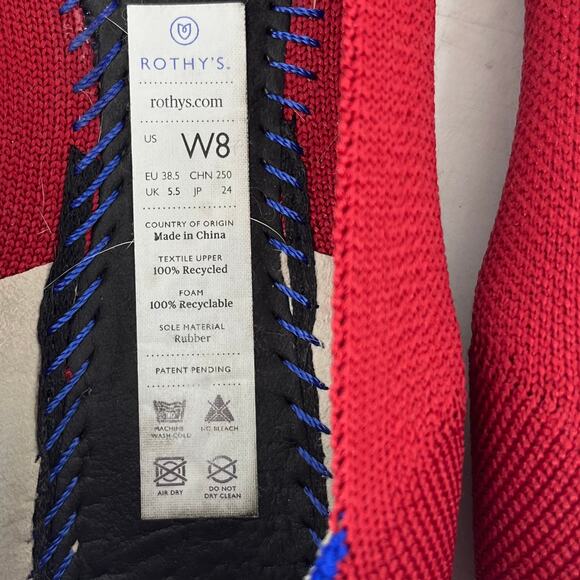 ROTHY'S™
rothys.com
US W8
EU 38.5 CHN 250
UK 5.5 JP 24
COUNTRY OF ORIGIN
Made in China
TEXTILE UPPER
100% Recycled
FOAM
100% Recyclable
SOLE MATERIAL
Rubber
PATENT PENDING
MACHINE WASH COLD
NO BLEACH
AIR DRY
DO NOT DRY CLEAN